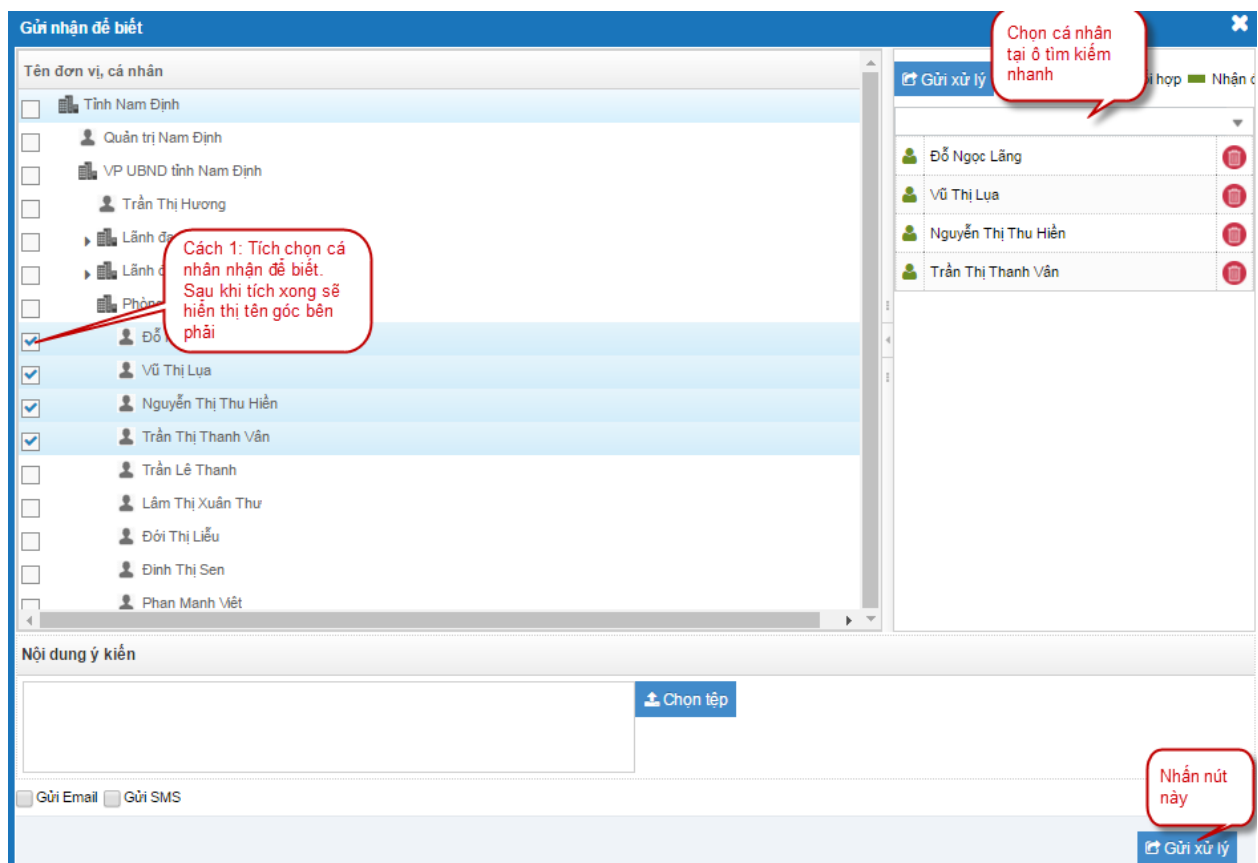 Gửi nhận để biết
Tên đơn vị, cá nhân
Tỉnh Nam Định
Quản trị Nam Định
VP UBND tỉnh Nam Định
Trần Thị Hương
Lãnh
Lãnh
Phòng
Đỗ
Vũ Thị Lụa
Nguyễn Thị Thu Hiền
Trần Thị Thanh Vân
Trần Lê Thanh
Lâm Thị Xuân Thư
Đới Thị Liễu
Đinh Thị Sen
Phan Mạnh Việt
Cách 1: Tích chọn cá
nhân nhận để biết.
Sau khi tích xong sẽ
hiển thị tên góc bên
phải
Chọn cá nhân
tại ô tìm kiếm
nhanh
Gửi xử lý
hợp Nhận
Đỗ Ngọc Lãng
Vũ Thị Lụa
Nguyễn Thị Thu Hiền
Trần Thị Thanh Vân
Nội dung ý kiến
Chọn tệp
Gửi Email Gửi SMS
Nhấn nút
này
Gửi xử lý